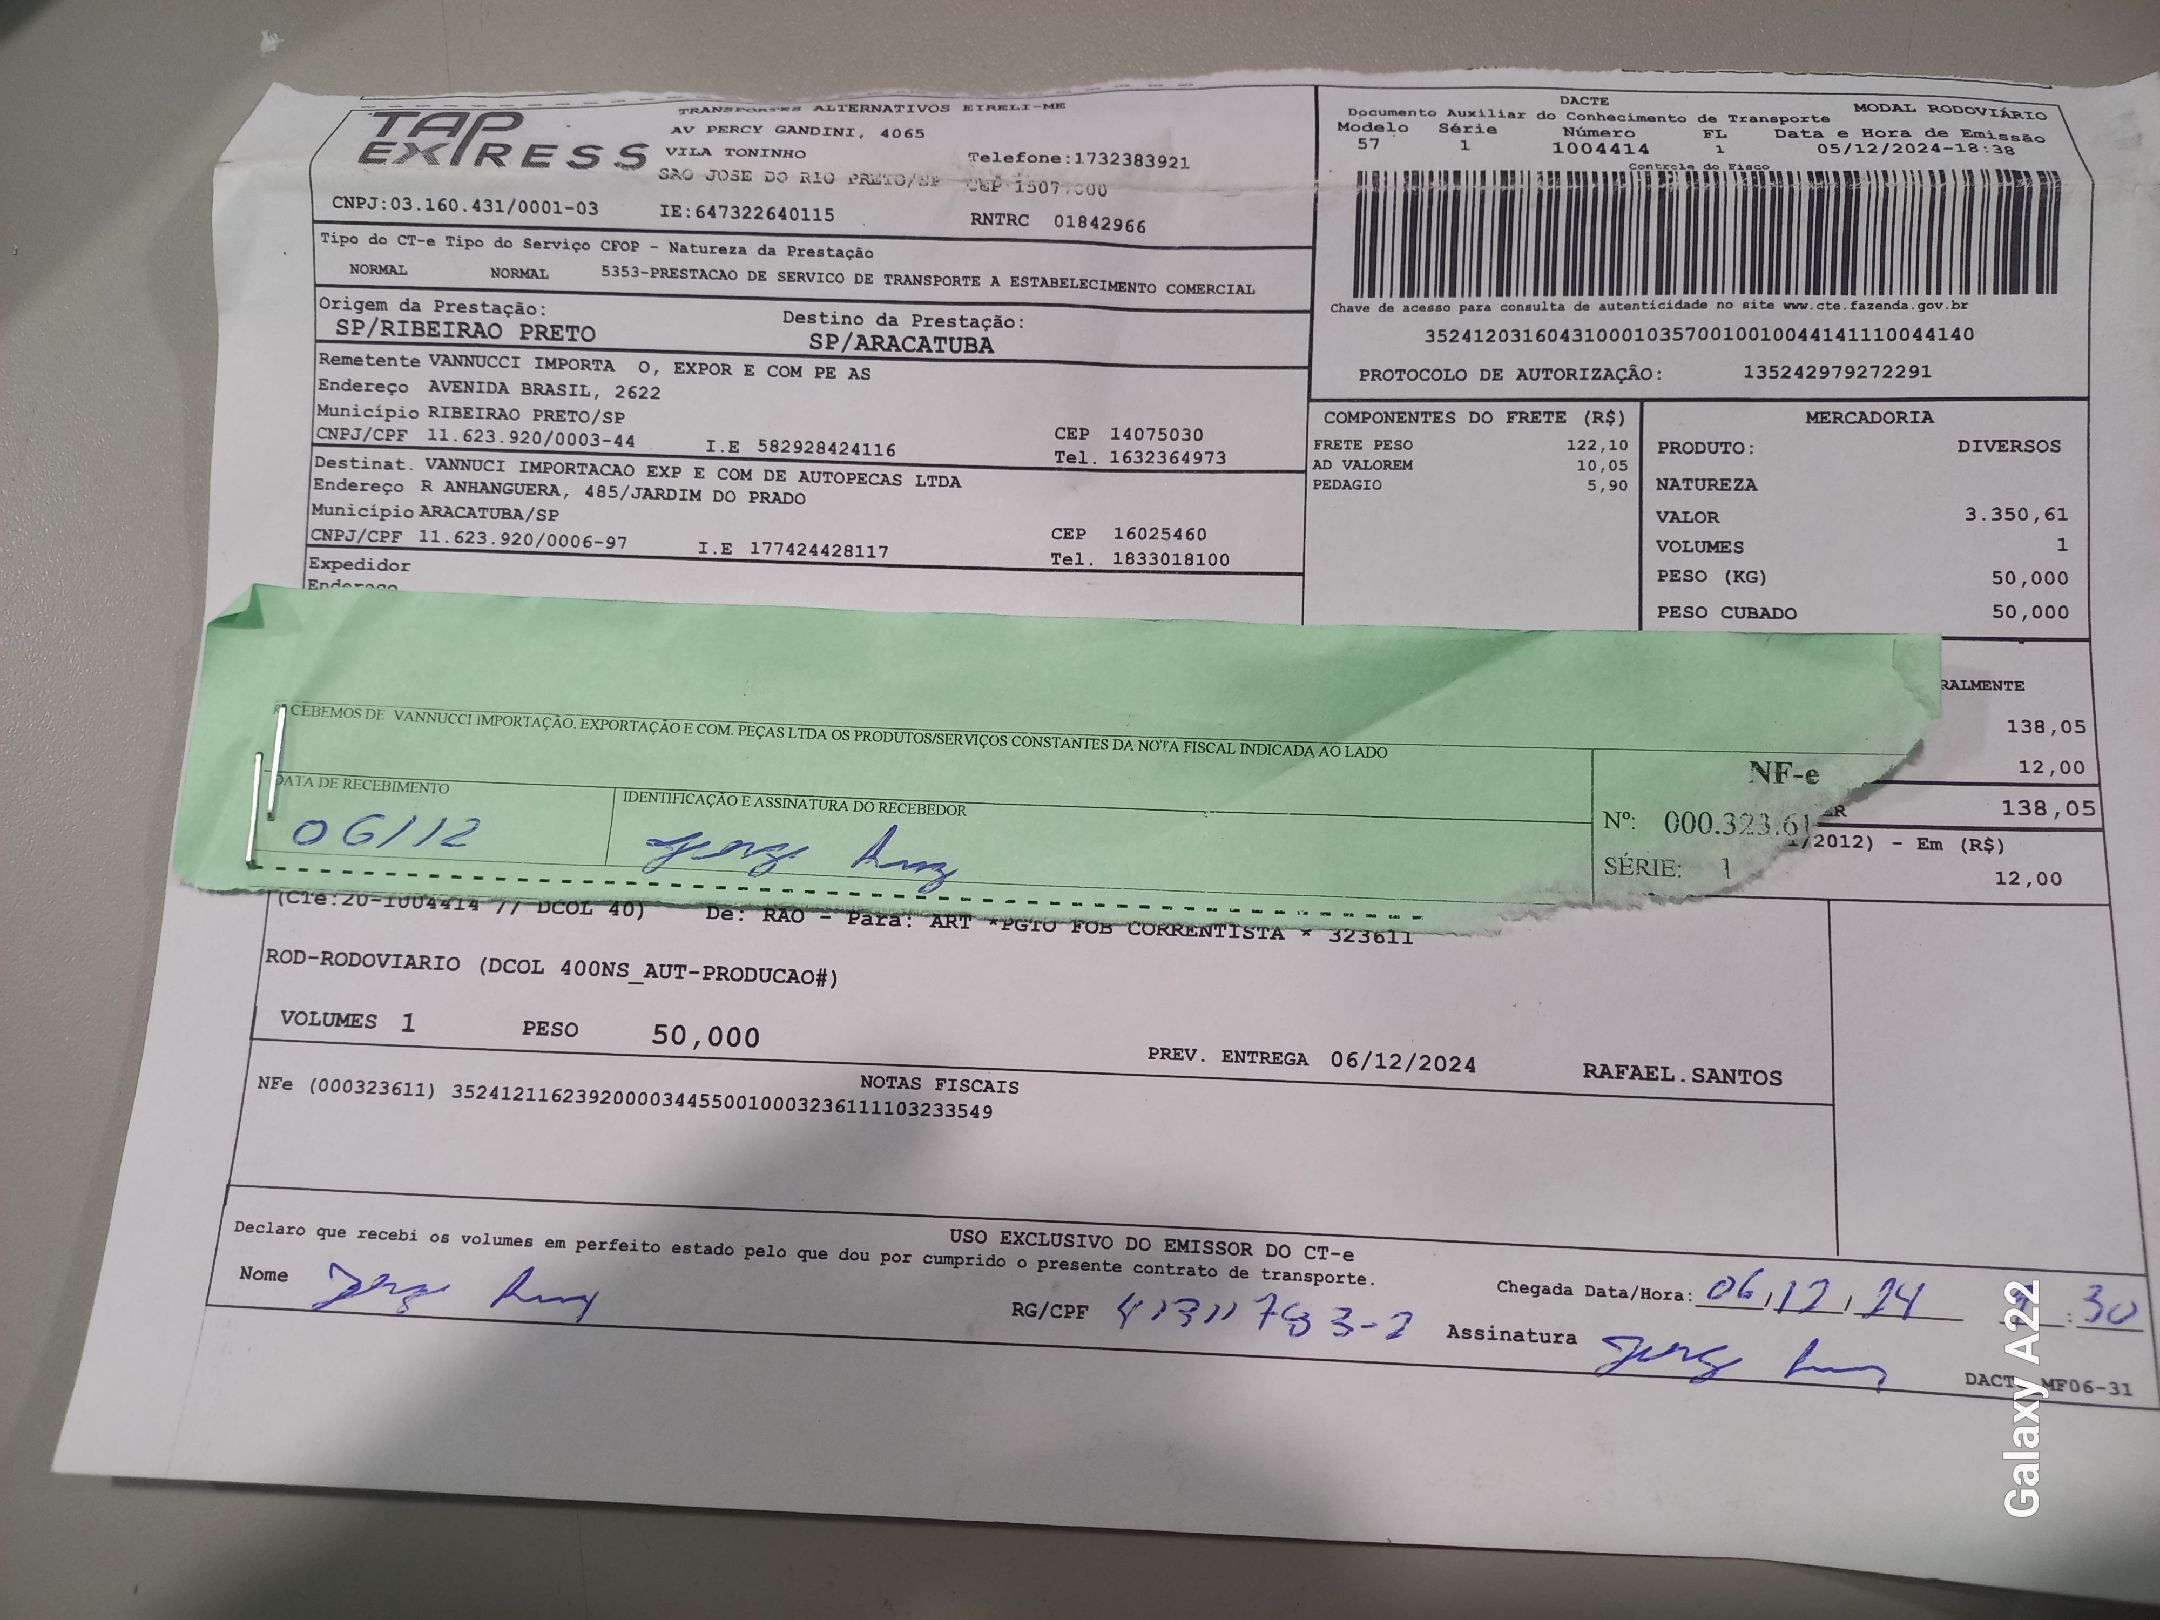 TAP EXPRESS
TRANSPORTES ALTERNATIVOS EIRELI-ME
AV PERCY GANDINI, 4065
VILA TONINHO
Telefone:1732383921
SAO JOSE DO RIO PRETO/SP CEP
CNPJ:03.160.431/0001-03 IE:647322640115 RNTRC 01842966
DACTE MODAL RODOVIÁRIO
Documento Auxiliar do Conhecimento de Transporte
Modelo Série Número FL Data e Hora de Emissão
57 1 1004414 1 05/12/2024-18:38
Controle do Fisco
Chave de acesso para consulta de autenticidade no site www.cte.fazenda.gov.br
35241203160431000103570010010044141110044140
PROTOCOLO DE AUTORIZAÇÃO: 135242979272291
Tipo do CT-e Tipo do Serviço CFOP - Natureza da Prestação
NORMAL NORMAL 5353-PRESTACAO DE SERVICO DE TRANSPORTE A ESTABELECIMENTO COMERCIAL
Origem da Prestação: Destino da Prestação:
SP/RIBEIRAO PRETO SP/ARACATUBA
Remetente VANNUCCI IMPORTA O, EXPOR E COM PE AS
Endereço AVENIDA BRASIL, 2622
Município RIBEIRAO PRETO/SP CEP 14075030
CNPJ/CPF 11.623.920/0003-44 I.E 582928424116 Tel. 1632364973
Destinat. VANNUCI IMPORTACAO EXP E COM DE AUTOPECAS LTDA
Endereço R ANHANGUERA, 485/JARDIM DO PRADO
Município ARACATUBA/SP CEP 16025460
CNPJ/CPF 11.623.920/0006-97 I.E 177424428117 Tel. 1833018100
Expedidor
Endereço
COMPONENTES DO FRETE (R$)
FRETE PESO 122,10
AD VALOREM 10,05
PEDAGIO 5,90
MERCADORIA
PRODUTO: DIVERSOS
NATUREZA
VALOR 3.350,61
VOLUMES 1
PESO (KG) 50,000
PESO CUBADO 50,000
RALMENTE
138,05
12,00
138,05
/2012) - Em (R$)
12,00
CEBEMOS DE VANNUCCI IMPORTAÇÃO, EXPORTAÇÃO E COM. PEÇAS LTDA OS PRODUTOS/SERVIÇOS CONSTANTES DA NOTA FISCAL INDICADA AO LADO
DATA DE RECEBIMENTO
06/12
IDENTIFICAÇÃO E ASSINATURA DO RECEBEDOR
NF-e
Nº: 000.323.61
SÉRIE: 1
(Cte:20-1004414 // DCOL 40) De: RAO - Para: ART *PGTO FOB CORRENTISTA * 323611
ROD-RODOVIARIO (DCOL 400NS_AUT-PRODUCAO#)
VOLUMES 1 PESO 50,000
PREV. ENTREGA 06/12/2024 RAFAEL.SANTOS
NOTAS FISCAIS
NFe (000323611) 35241211623920000344550010003236111103233549
USO EXCLUSIVO DO EMISSOR DO CT-e
Declaro que recebi os volumes em perfeito estado pelo que dou por cumprido o presente contrato de transporte.
Nome
RG/CPF
Chegada Data/Hora: 06/12/24 :30
Assinatura
DACT MF06-31
Galaxy A22